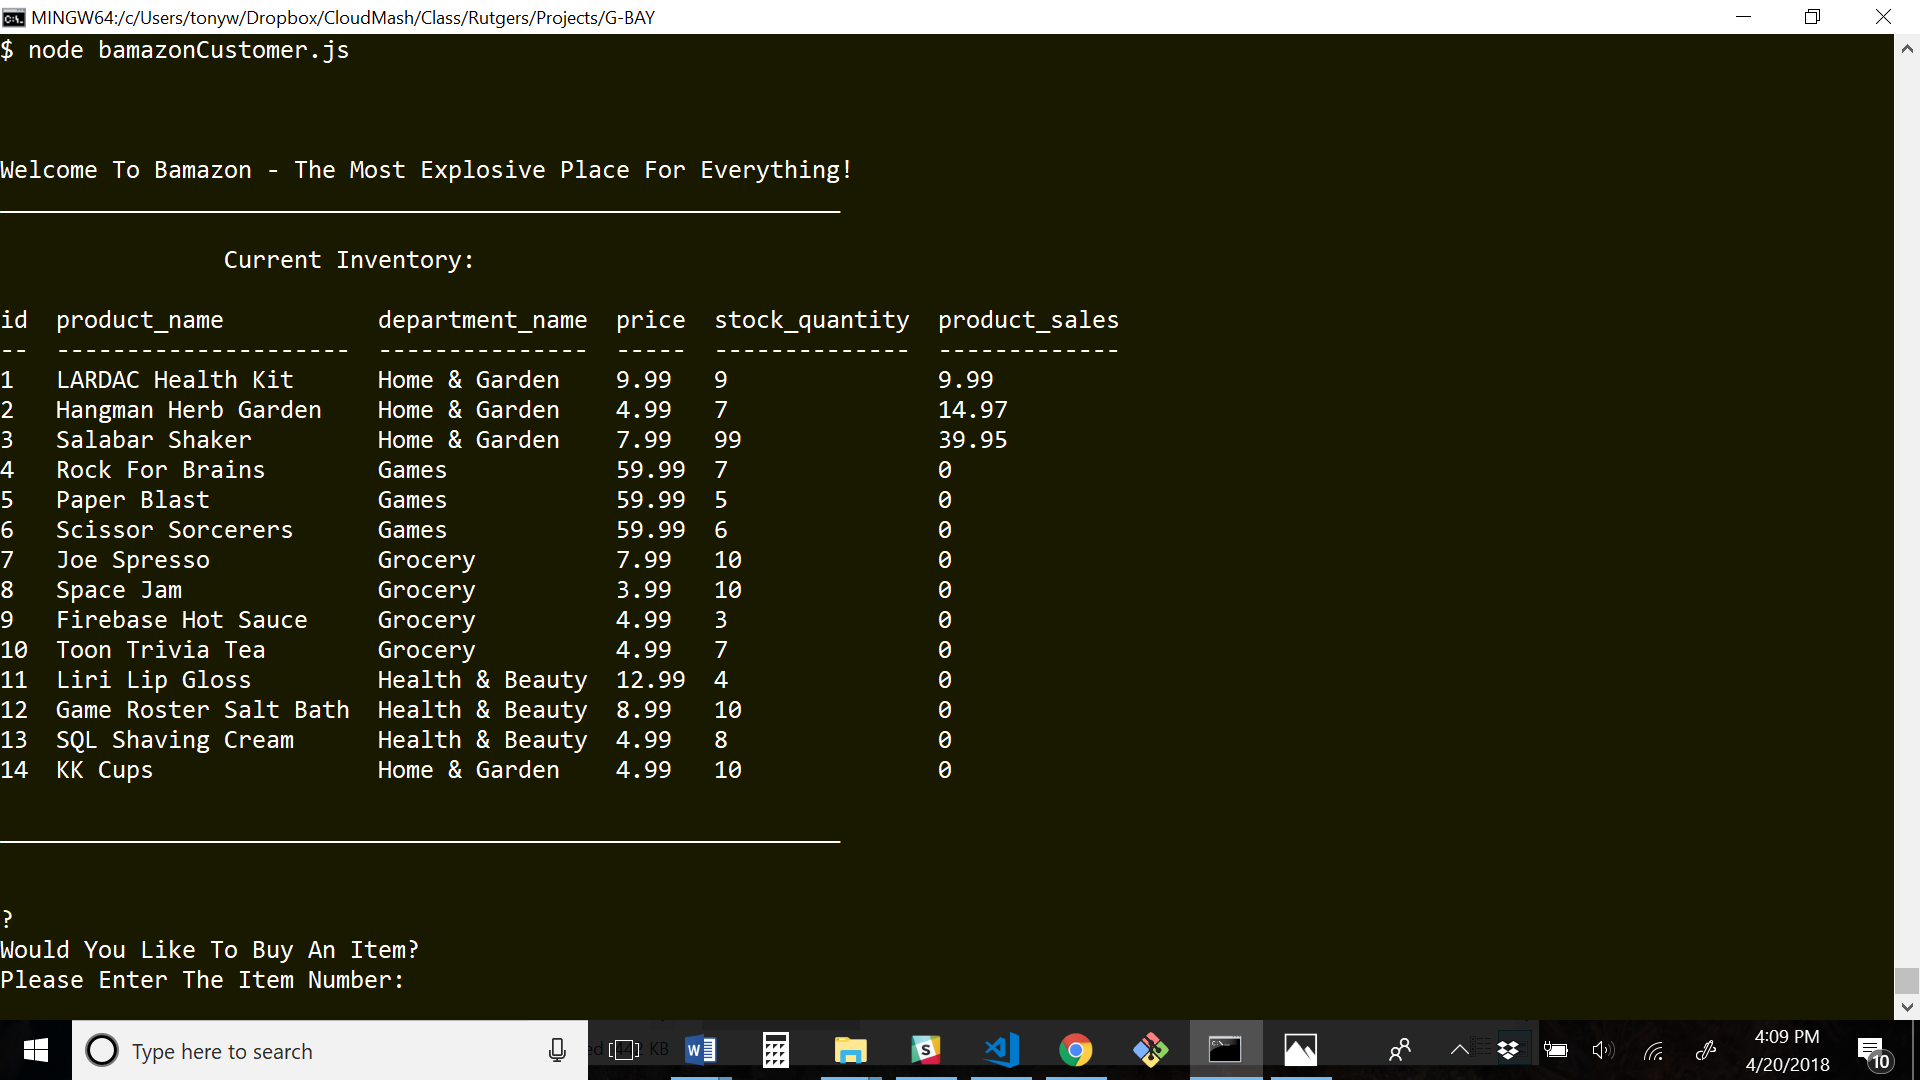 MINGW64:/c/Users/tonyw/Dropbox/CloudMash/Class/Rutgers/Projects/G-BAY
$ node bamazonCustomer.js
Welcome To Bamazon - The Most Explosive Place For Everything!
Current Inventory:
id  product_name           department_name  price  stock_quantity  product_sales
--  ---------------------  ---------------  -----  --------------  -------------
1   LARDAC Health Kit      Home & Garden    9.99   9               9.99
2   Hangman Herb Garden    Home & Garden    4.99   7               14.97
3   Salabar Shaker         Home & Garden    7.99   99              39.95
4   Rock For Brains        Games            59.99  7               0
5   Paper Blast            Games            59.99  5               0
6   Scissor Sorcerers      Games            59.99  6               0
7   Joe Spresso            Grocery          7.99   10              0
8   Space Jam              Grocery          3.99   10              0
9   Firebase Hot Sauce     Grocery          4.99   3               0
10  Toon Trivia Tea        Grocery          4.99   7               0
11  Liri Lip Gloss         Health & Beauty  12.99  4               0
12  Game Roster Salt Bath  Health & Beauty  8.99   10              0
13  SQL Shaving Cream      Health & Beauty  4.99   8               0
14  KK Cups                Home & Garden    4.99   10              0
?
Would You Like To Buy An Item?
Please Enter The Item Number:
Type here to search
KB
4:09 PM
4/20/2018
10